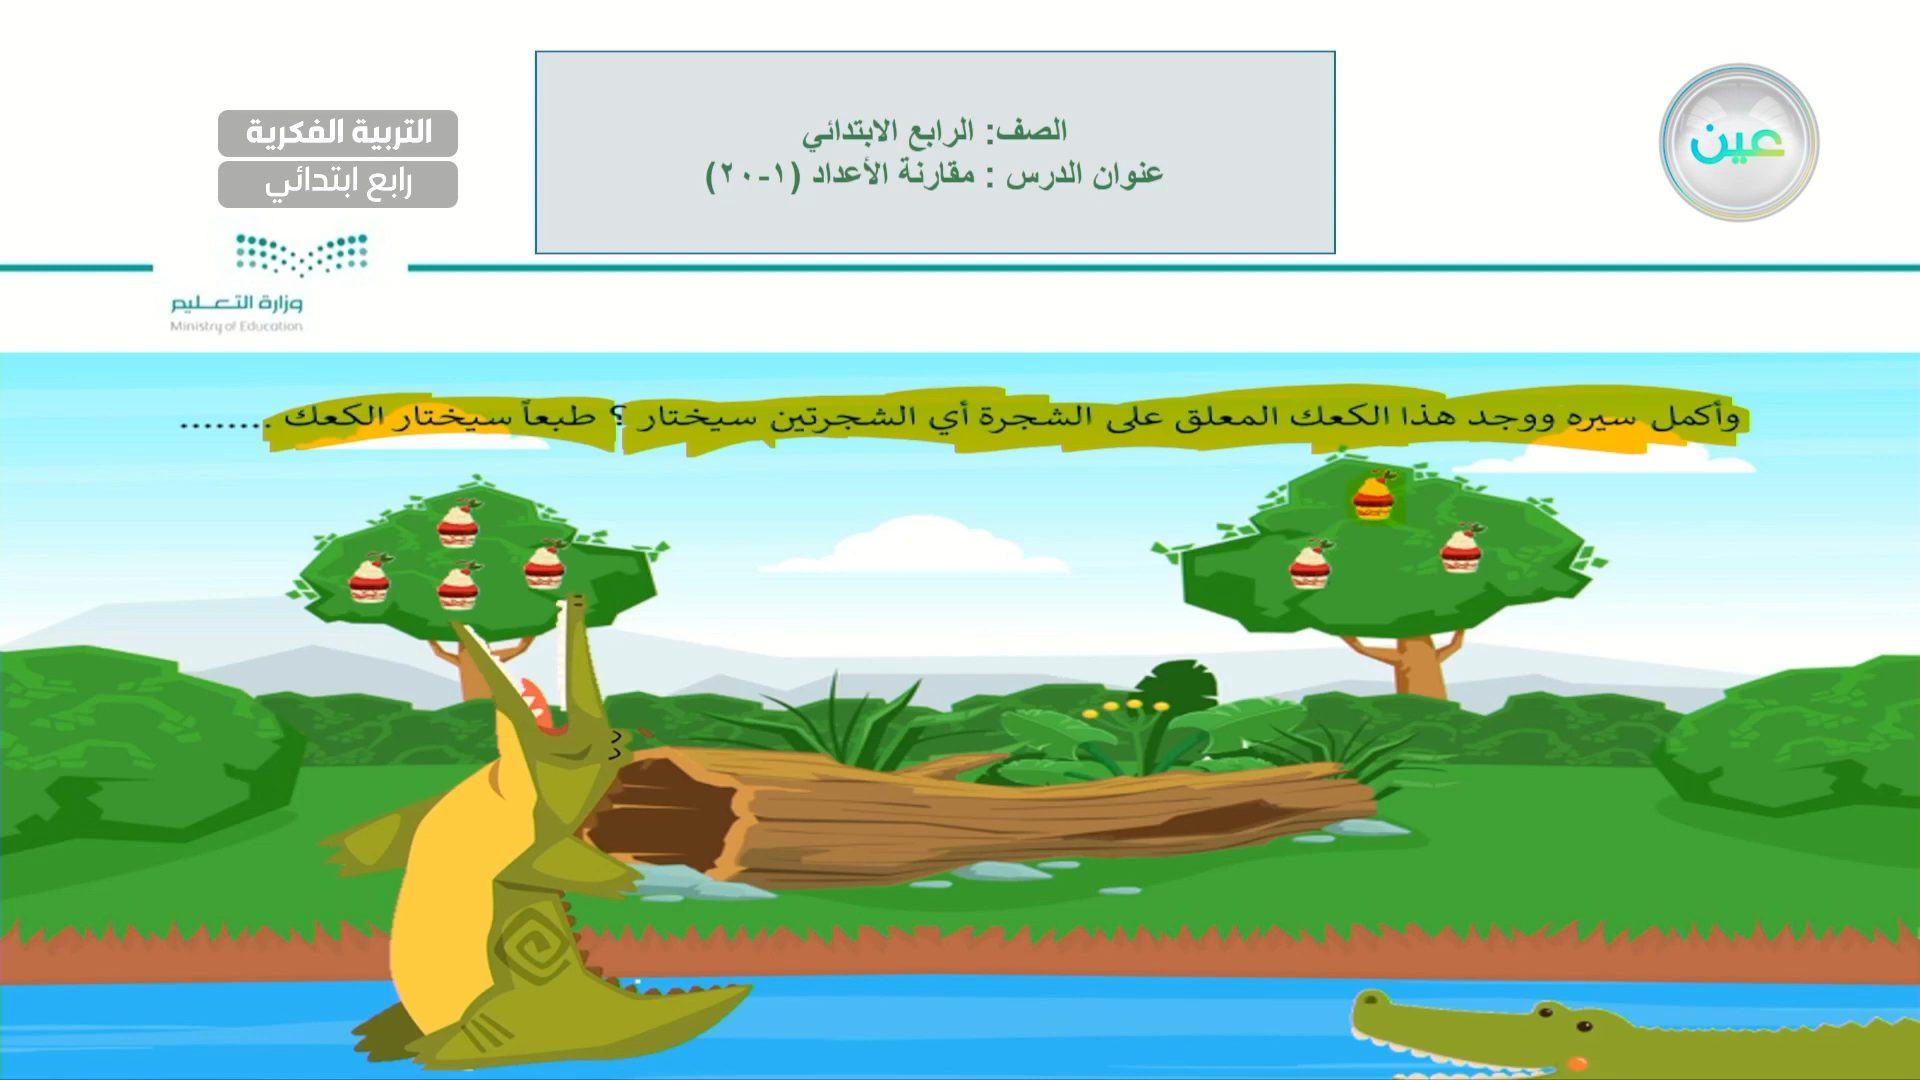 الصف: الرابع الابتدائي
عنوان الدرس : مقارنة الأعداد (١-٢٠)
عين
التربية الفكرية
رابع ابتدائي
وزارة التعليم
Ministry of Education
وأكمل سيره ووجد هذا الكعك المعلق على الشجرة أي الشجرتين سيختار ؟ طبعاً سيختار الكعك ........